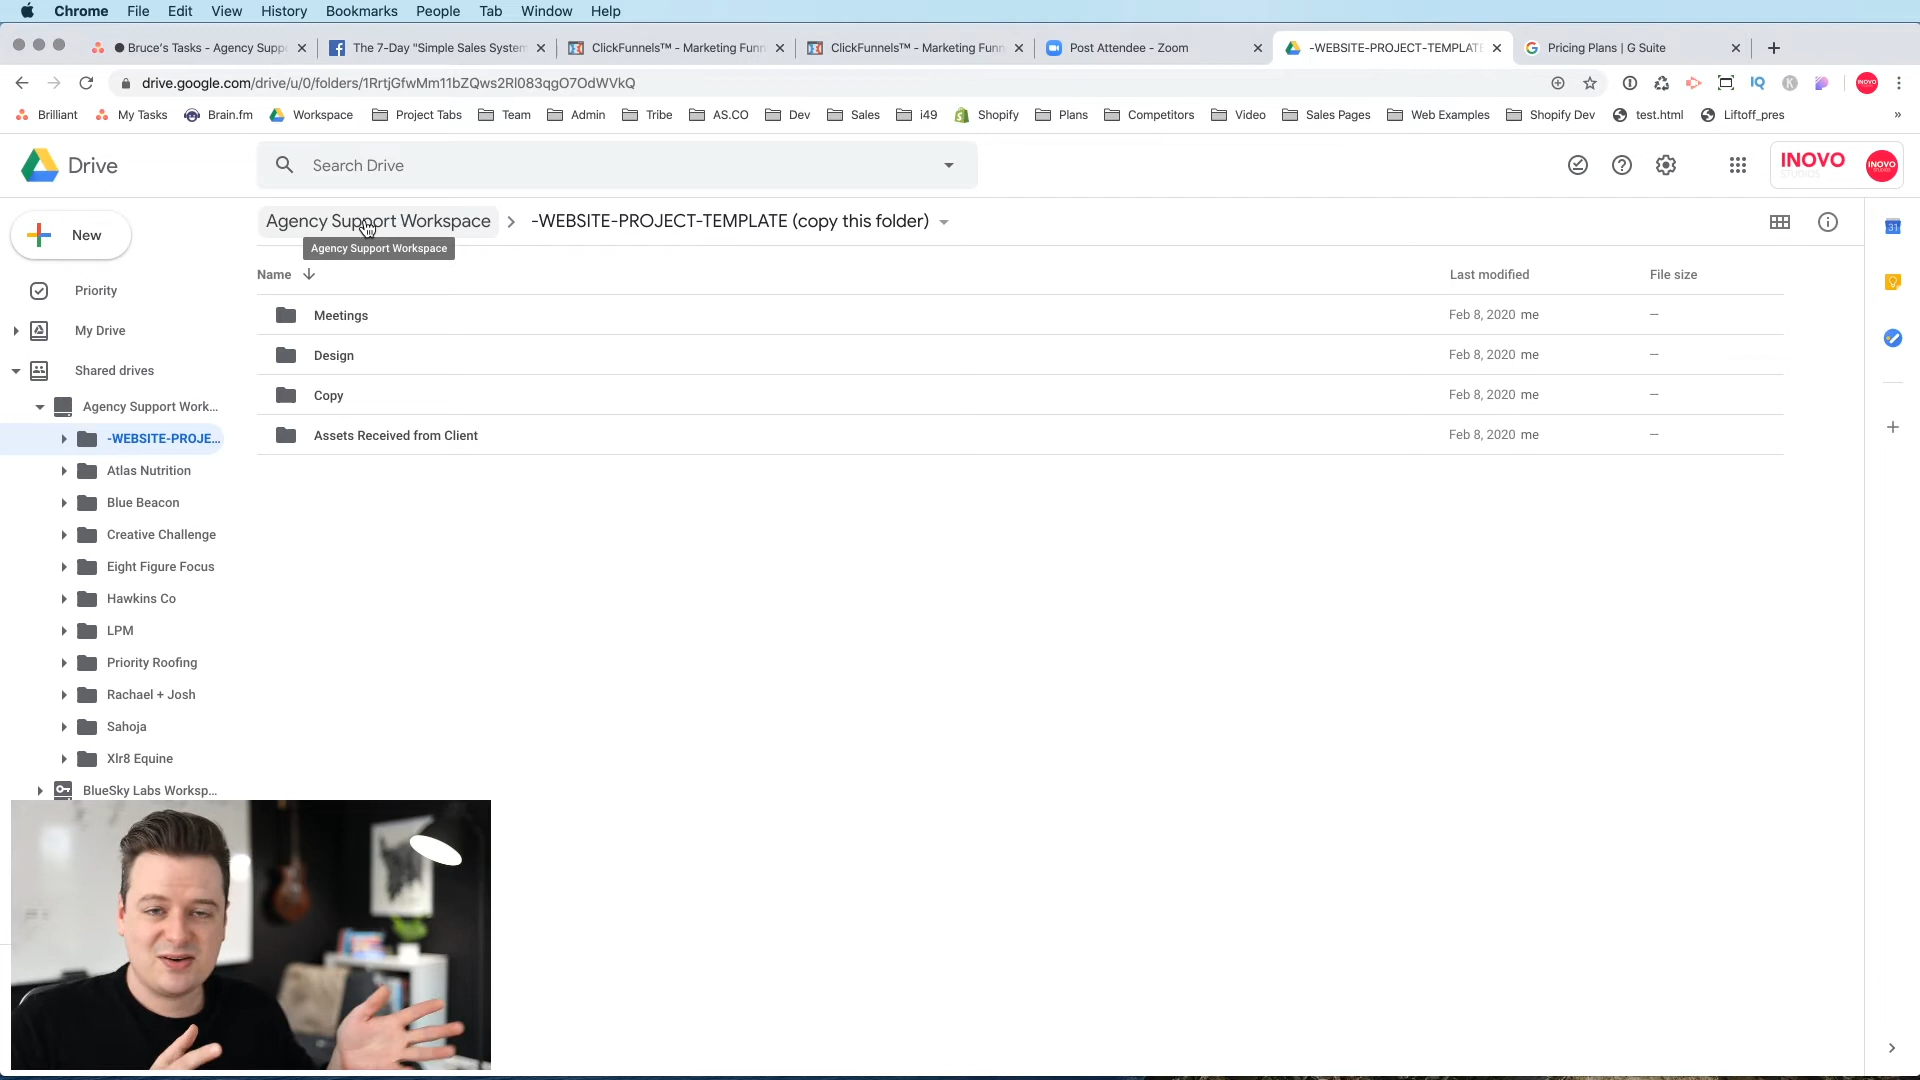 Chrome File Edit View History Bookmarks People Tab Window Help
Bruce's Tasks - Agency Supp
The 7-Day "Simple Sales System
ClickFunnels™ - Marketing Funn
ClickFunnels™ - Marketing Funn
Post Attendee - Zoom
-WEBSITE-PROJECT-TEMPLATE
Pricing Plans | G Suite
drive.google.com/drive/u/0/folders/1RrtjGfwMm11bZQws2Rl083qgO7OdWVkQ
IQ
K
Brilliant My Tasks Brain.fm Workspace Project Tabs Team Admin Tribe AS.CO Dev Sales i49 Shopify Plans Competitors Video Sales Pages Web Examples Shopify Dev test.html Liftoff_pres »
Drive
Search Drive
INOVO
STUDIOS
INOVO
New
Agency Support Workspace > -WEBSITE-PROJECT-TEMPLATE (copy this folder)
Agency Support Workspace
31
Name Last modified File size
Meetings Feb 8, 2020 me —
Design Feb 8, 2020 me —
Copy Feb 8, 2020 me —
Assets Received from Client Feb 8, 2020 me —
Priority
My Drive
Shared drives
Agency Support Work...
-WEBSITE-PROJE...
Atlas Nutrition
Blue Beacon
Creative Challenge
Eight Figure Focus
Hawkins Co
LPM
Priority Roofing
Rachael + Josh
Sahoja
Xlr8 Equine
BlueSky Labs Worksp...